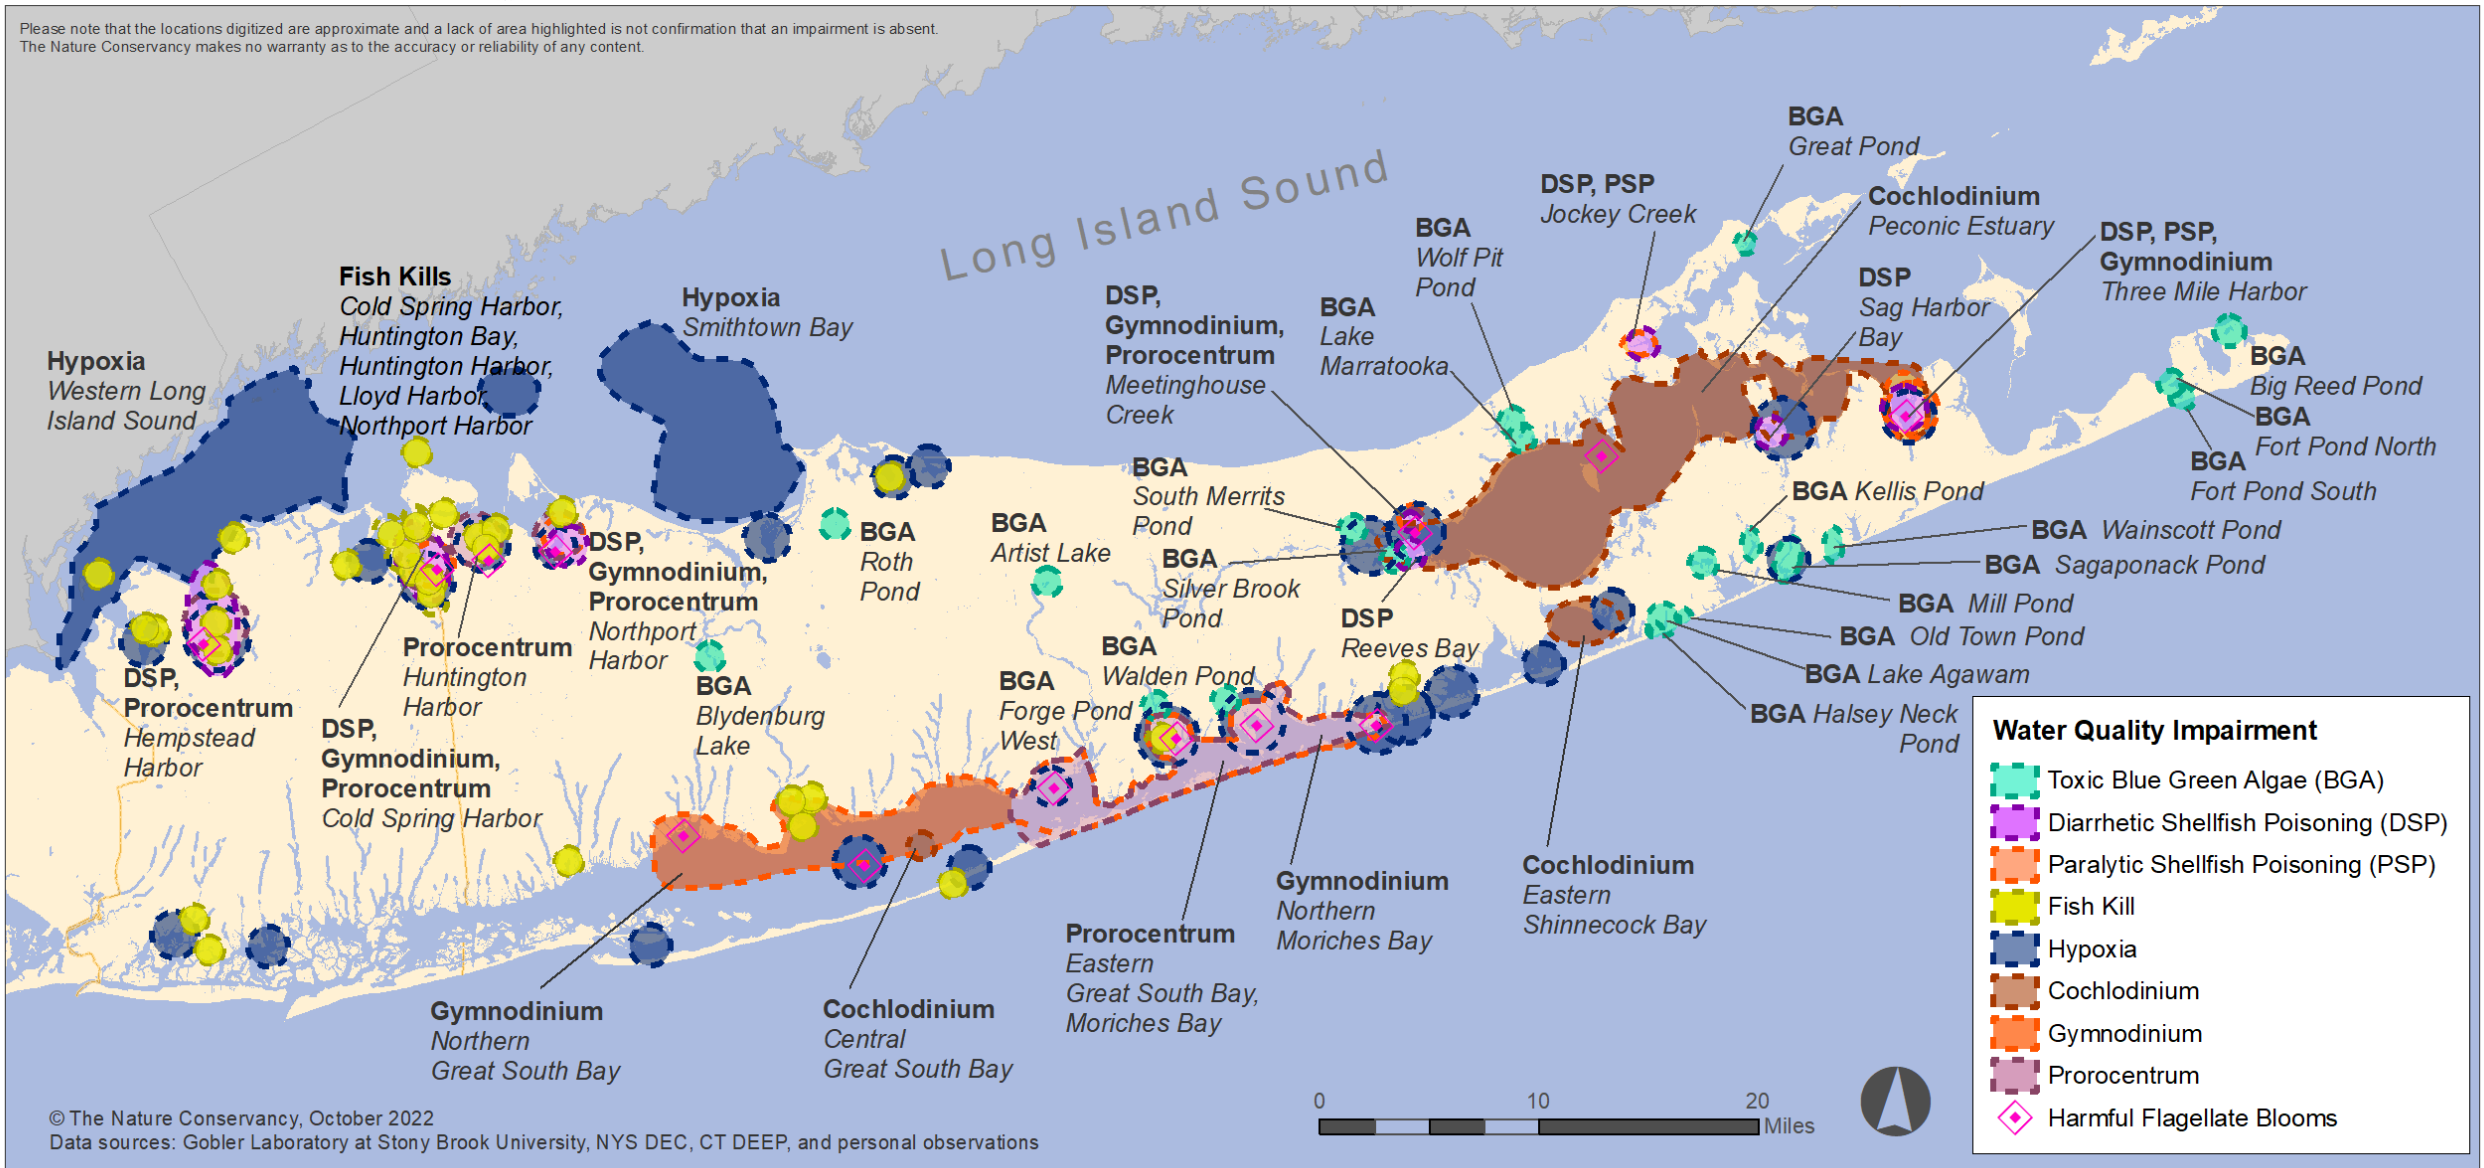 Please note that the locations digitized are approximate and a lack of area highlighted is not confirmation that an impairment is absent.
The Nature Conservancy makes no warranty as to the accuracy or reliability of any content.
Long Island Sound
Hypoxia
Western Long
Island Sound
Fish Kills
Cold Spring Harbor,
Huntington Bay,
Huntington Harbor,
Lloyd Harbor
Northport Harbor
Hypoxia
Smithtown Bay
DSP,
Prorocentrum
Hempstead
Harbor
DSP,
Gymnodinium,
Prorocentrum
Cold Spring Harbor
Prorocentrum
Huntington
Harbor
DSP,
Gymnodinium,
Prorocentrum
Northport
Harbor
BGA
Blydenburg
Lake
BGA
Roth
Pond
BGA
Artist Lake
BGA
Forge Pond
West
BGA
Walden Pond
DSP,
Gymnodinium,
Prorocentrum
Meetinghouse
Creek
BGA
South Merrits
Pond
BGA
Silver Brook
Pond
DSP
Reeves Bay
BGA
Lake
Marratooka
BGA
Wolf Pit
Pond
DSP, PSP
Jockey Creek
BGA
Great Pond
Cochlodinium
Peconic Estuary
DSP
Sag Harbor
Bay
DSP, PSP,
Gymnodinium
Three Mile Harbor
BGA
Big Reed Pond
BGA
Fort Pond North
BGA
Fort Pond South
BGA Kellis Pond
BGA Wainscott Pond
BGA Sagaponack Pond
BGA Mill Pond
BGA Old Town Pond
BGA Lake Agawam
BGA Halsey Neck
Pond
Gymnodinium
Northern
Great South Bay
Cochlodinium
Central
Great South Bay
Prorocentrum
Eastern
Great South Bay,
Moriches Bay
Gymnodinium
Northern
Moriches Bay
Cochlodinium
Eastern
Shinnecock Bay
Water Quality Impairment
Toxic Blue Green Algae (BGA)
Diarrhetic Shellfish Poisoning (DSP)
Paralytic Shellfish Poisoning (PSP)
Fish Kill
Hypoxia
Cochlodinium
Gymnodinium
Prorocentrum
Harmful Flagellate Blooms
0 10 20
Miles
© The Nature Conservancy, October 2022
Data sources: Gobler Laboratory at Stony Brook University, NYS DEC, CT DEEP, and personal observations